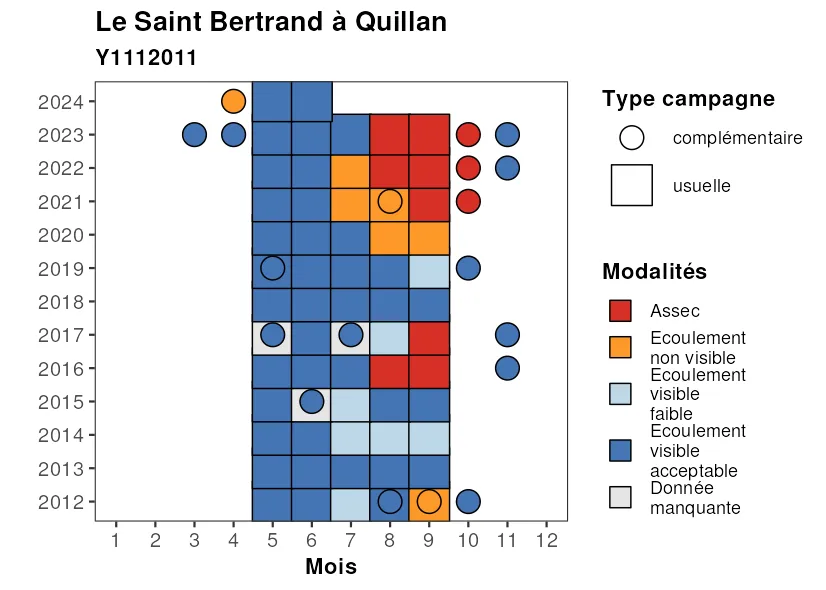 Le Saint Bertrand à Quillan
Y1112011
2024
2023
2022
2021
2020
2019
2018
2017
2016
2015
2014
2013
2012
1 2 3 4 5 6 7 8 9 10 11 12
Mois
Type campagne
complémentaire
usuelle
Modalités
Assec
Ecoulement
non visible
Ecoulement
visible
faible
Ecoulement
visible
acceptable
Donnée
manquante